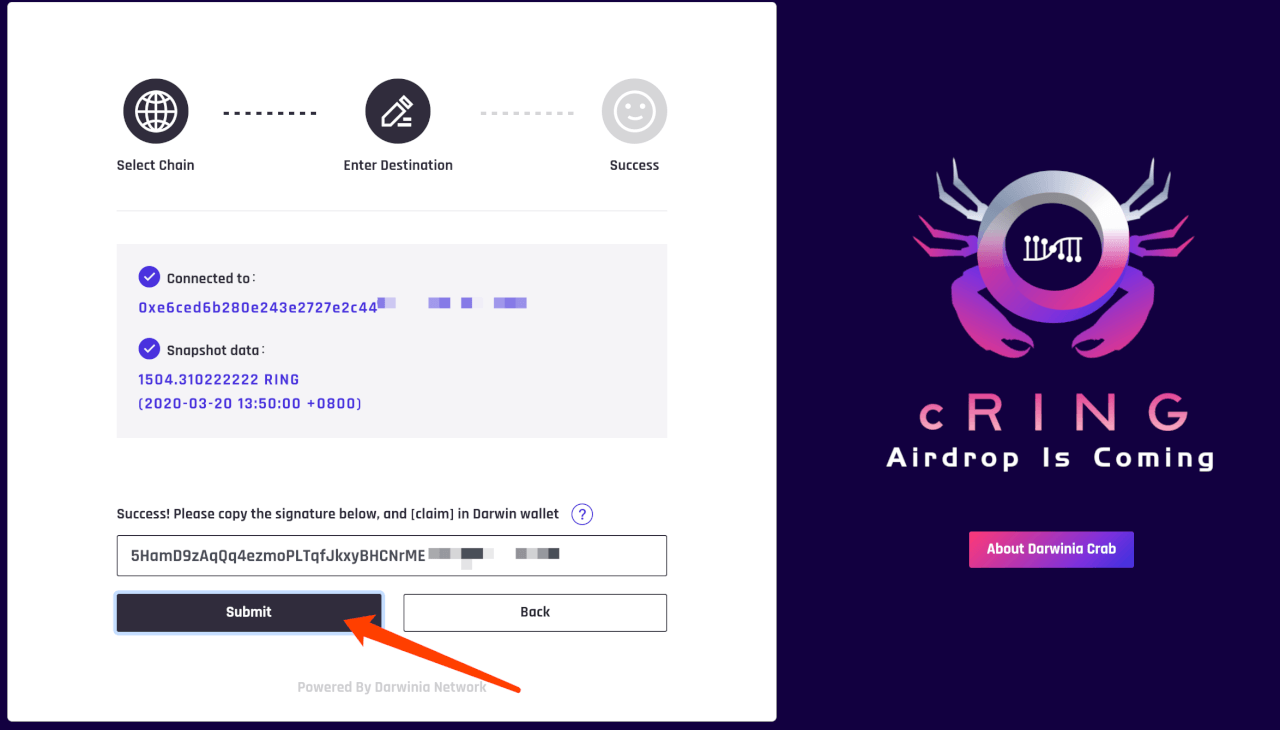 Select Chain
Enter Destination
Success
Connected to:
0xe6ced6b280e243e2727e2c44
Snapshot data:
1504.310222222 RING
(2020-03-20 13:50:00 +0800)
Success! Please copy the signature below, and [claim] in Darwin wallet ?
5HamD9zAqQq4ezmoPLTqfJkxyBHCNrME
Submit
Back
Powered By Darwinia Network
cRING
Airdrop Is Coming
About Darwinia Crab